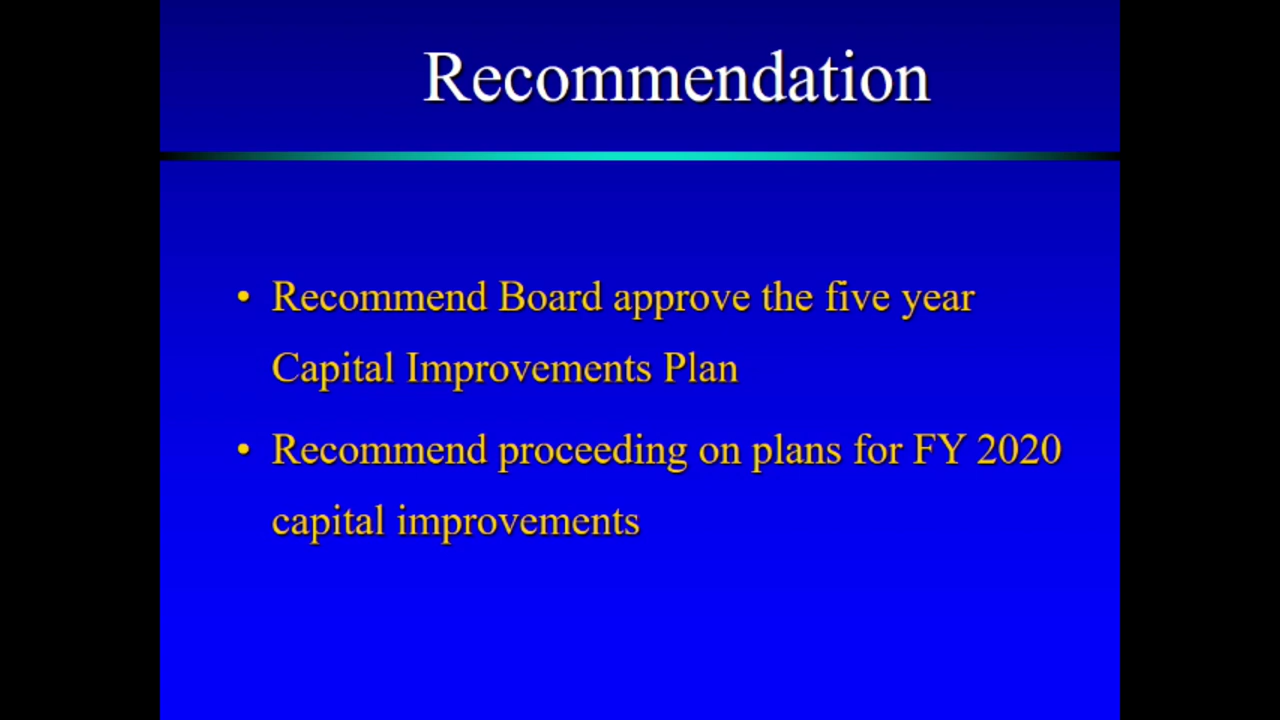 Recommendation
• Recommend Board approve the five year
Capital Improvements Plan
• Recommend proceeding on plans for FY 2020
capital improvements